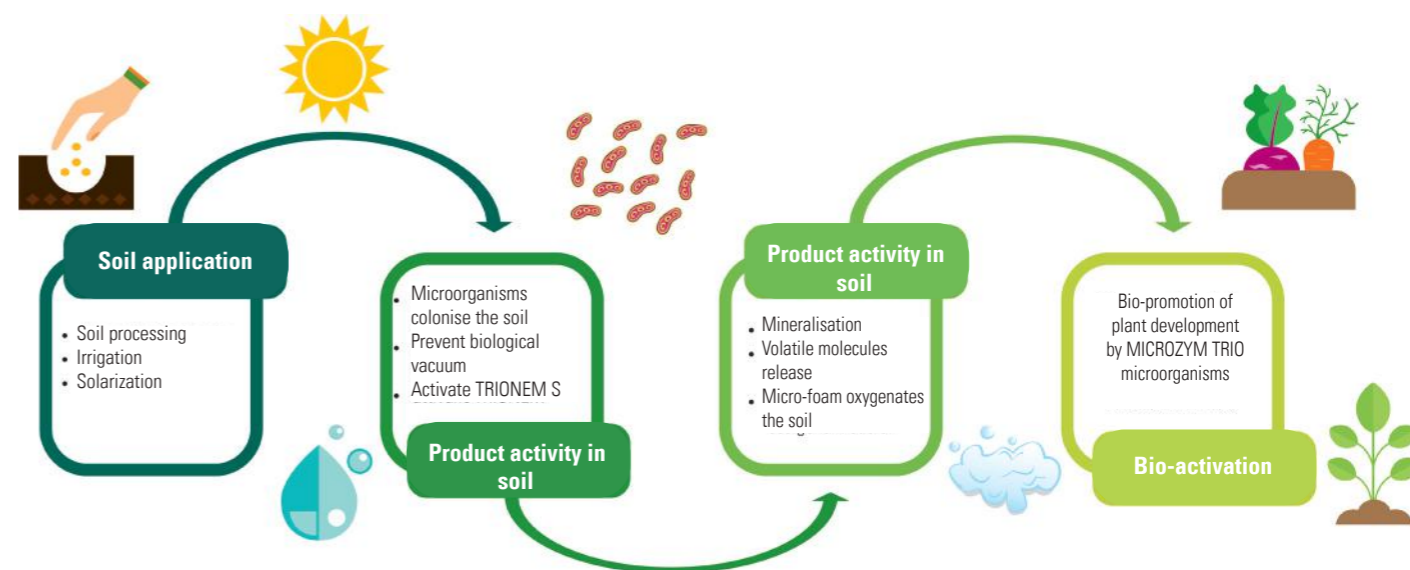 Soil application
• Soil processing
• Irrigation
• Solarization
• Microorganisms
colonise the soil
• Prevent biological
vacuum
• Activate TRIONEM S
Product activity in
soil
Product activity in
soil
• Mineralisation
• Volatile molecules
release
• Micro-foam oxygenates
the soil
Bio-promotion of
plant development
by MICROZYM TRIO
microorganisms
Bio-activation